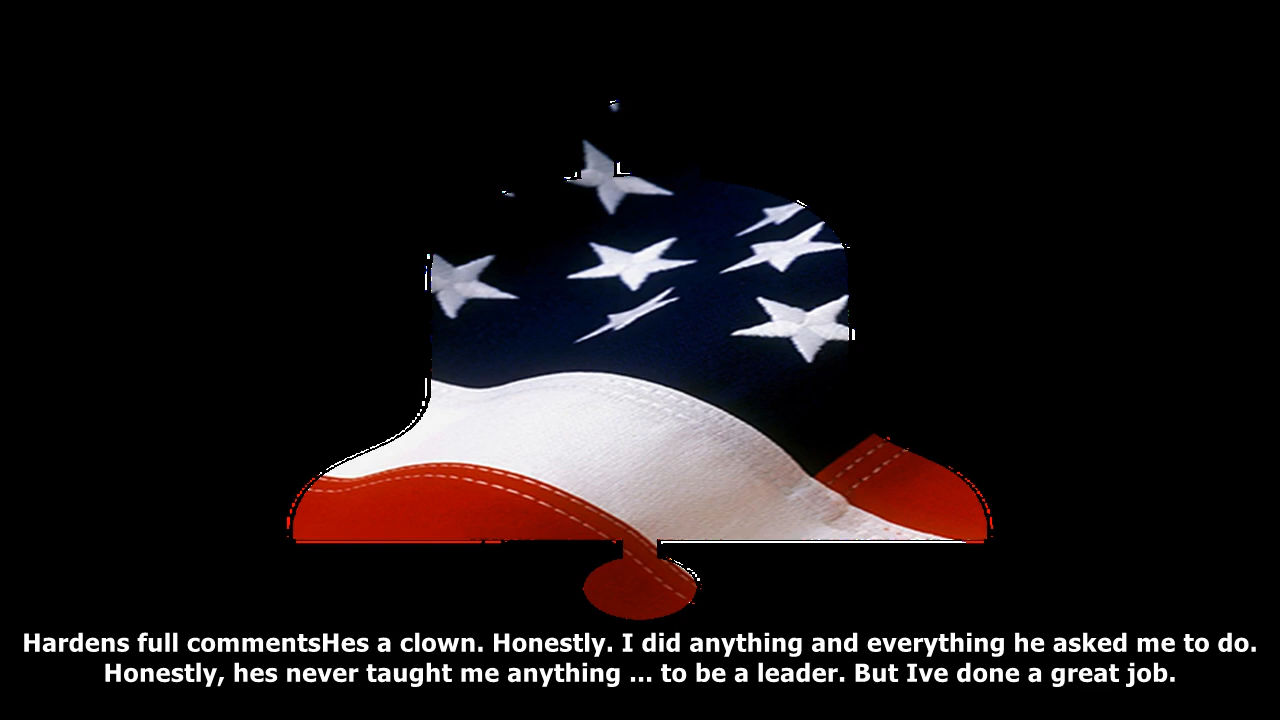 Hardens full commentsHes a clown. Honestly. I did anything and everything he asked me to do.
Honestly, hes never taught me anything ... to be a leader. But Ive done a great job.